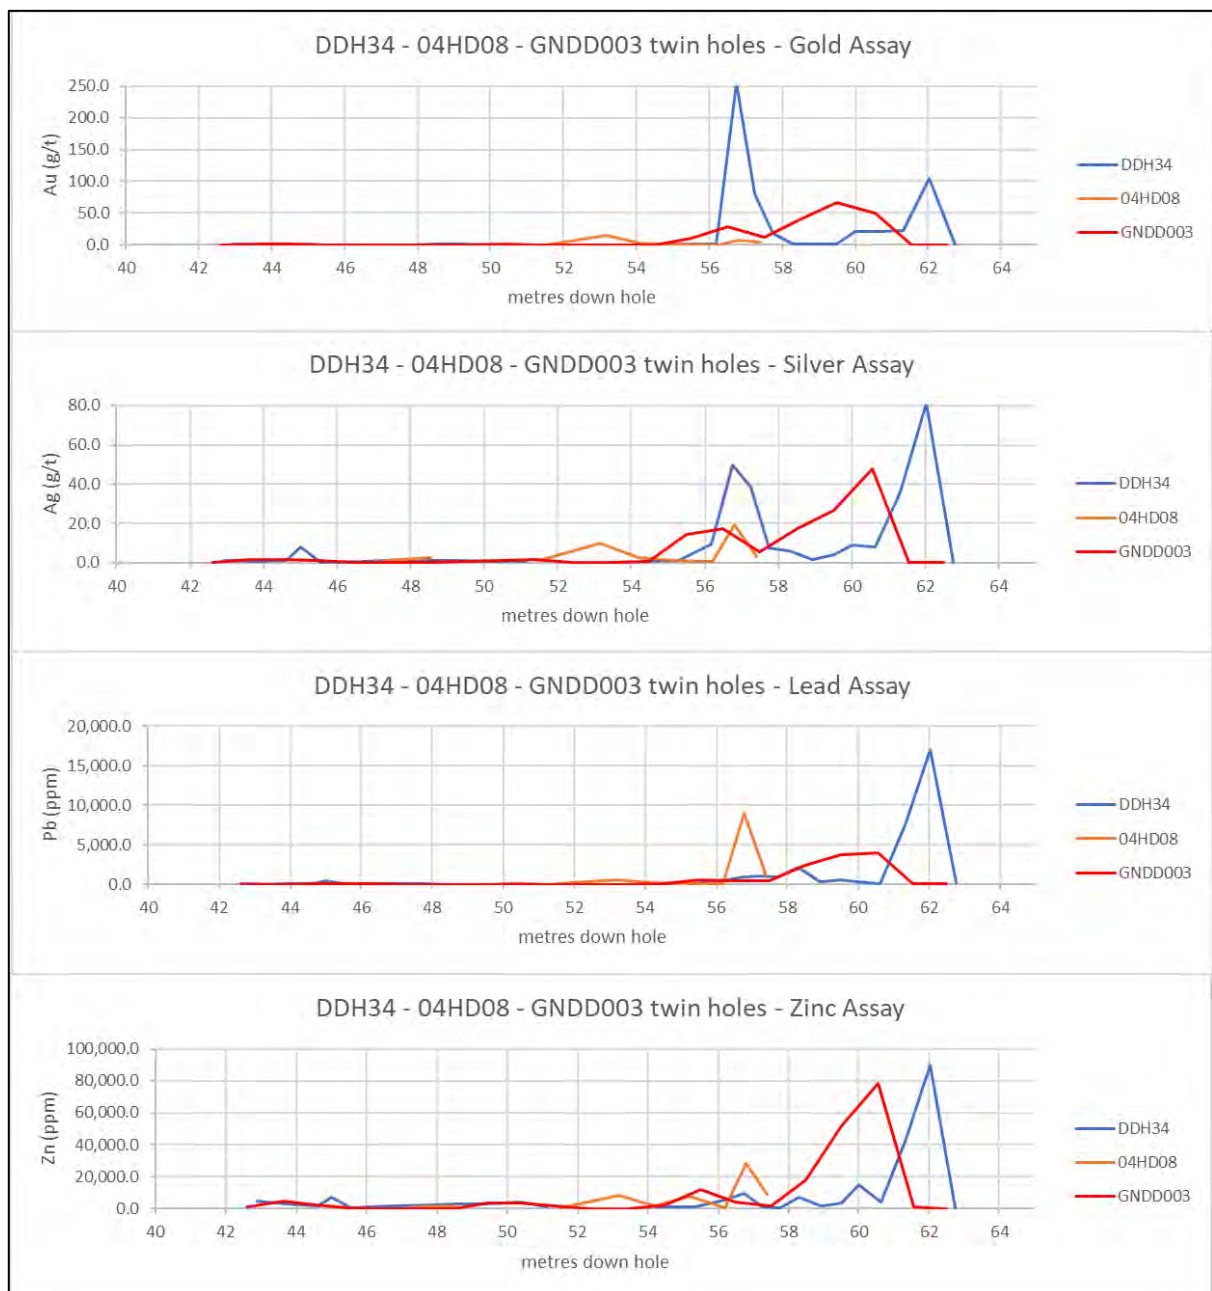 DDH34 - 04HD08 - GNDD003 twin holes - Gold Assay
250.0
200.0
150.0
100.0
50.0
0.0
Au (g/t)
40 42 44 46 48 50 52 54 56 58 60 62 64
metres down hole
DDH34
04HD08
GNDD003
DDH34 - 04HD08 - GNDD003 twin holes - Silver Assay
80.0
60.0
40.0
20.0
0.0
Ag (g/t)
40 42 44 46 48 50 52 54 56 58 60 62 64
metres down hole
DDH34
04HD08
GNDD003
DDH34 - 04HD08 - GNDD003 twin holes - Lead Assay
20,000.0
15,000.0
10,000.0
5,000.0
0.0
Pb (ppm)
40 42 44 46 48 50 52 54 56 58 60 62 64
metres down hole
DDH34
04HD08
GNDD003
DDH34 - 04HD08 - GNDD003 twin holes - Zinc Assay
100,000.0
80,000.0
60,000.0
40,000.0
20,000.0
0.0
Zn (ppm)
40 42 44 46 48 50 52 54 56 58 60 62 64
metres down hole
DDH34
04HD08
GNDD003